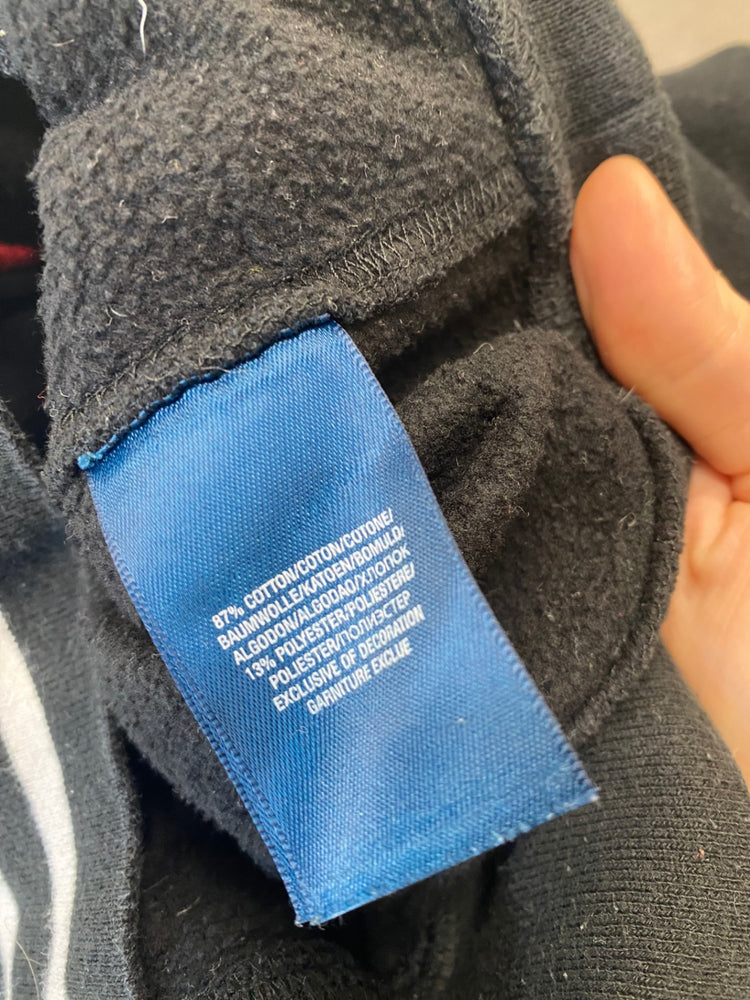 87% COTTON/COTON/COTONE/
BAUMWOLLE/KATOEN/BOMULD/
ALGODON/ALGODAO/ХЛОПОК
13% POLYESTER/POLIESTERE/
POLIESTER/ПОЛИЭСТЕР
EXCLUSIVE OF DECORATION
GARNITURE EXCLUE